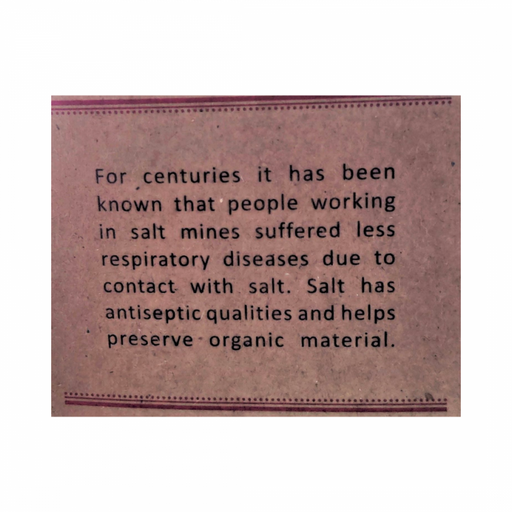 For centuries it has been
known that people working
in salt mines suffered less
respiratory diseases due to
contact with salt. Salt has
antiseptic qualities and helps
preserve organic material.